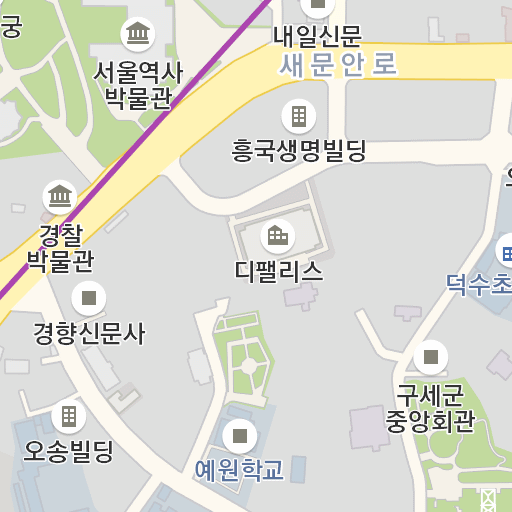 궁
내일신문
새문안로
서울역사
박물관
흥국생명빌딩
경찰
박물관
디팰리스
덕수초
경향신문사
구세군
중앙회관
오송빌딩
예원학교